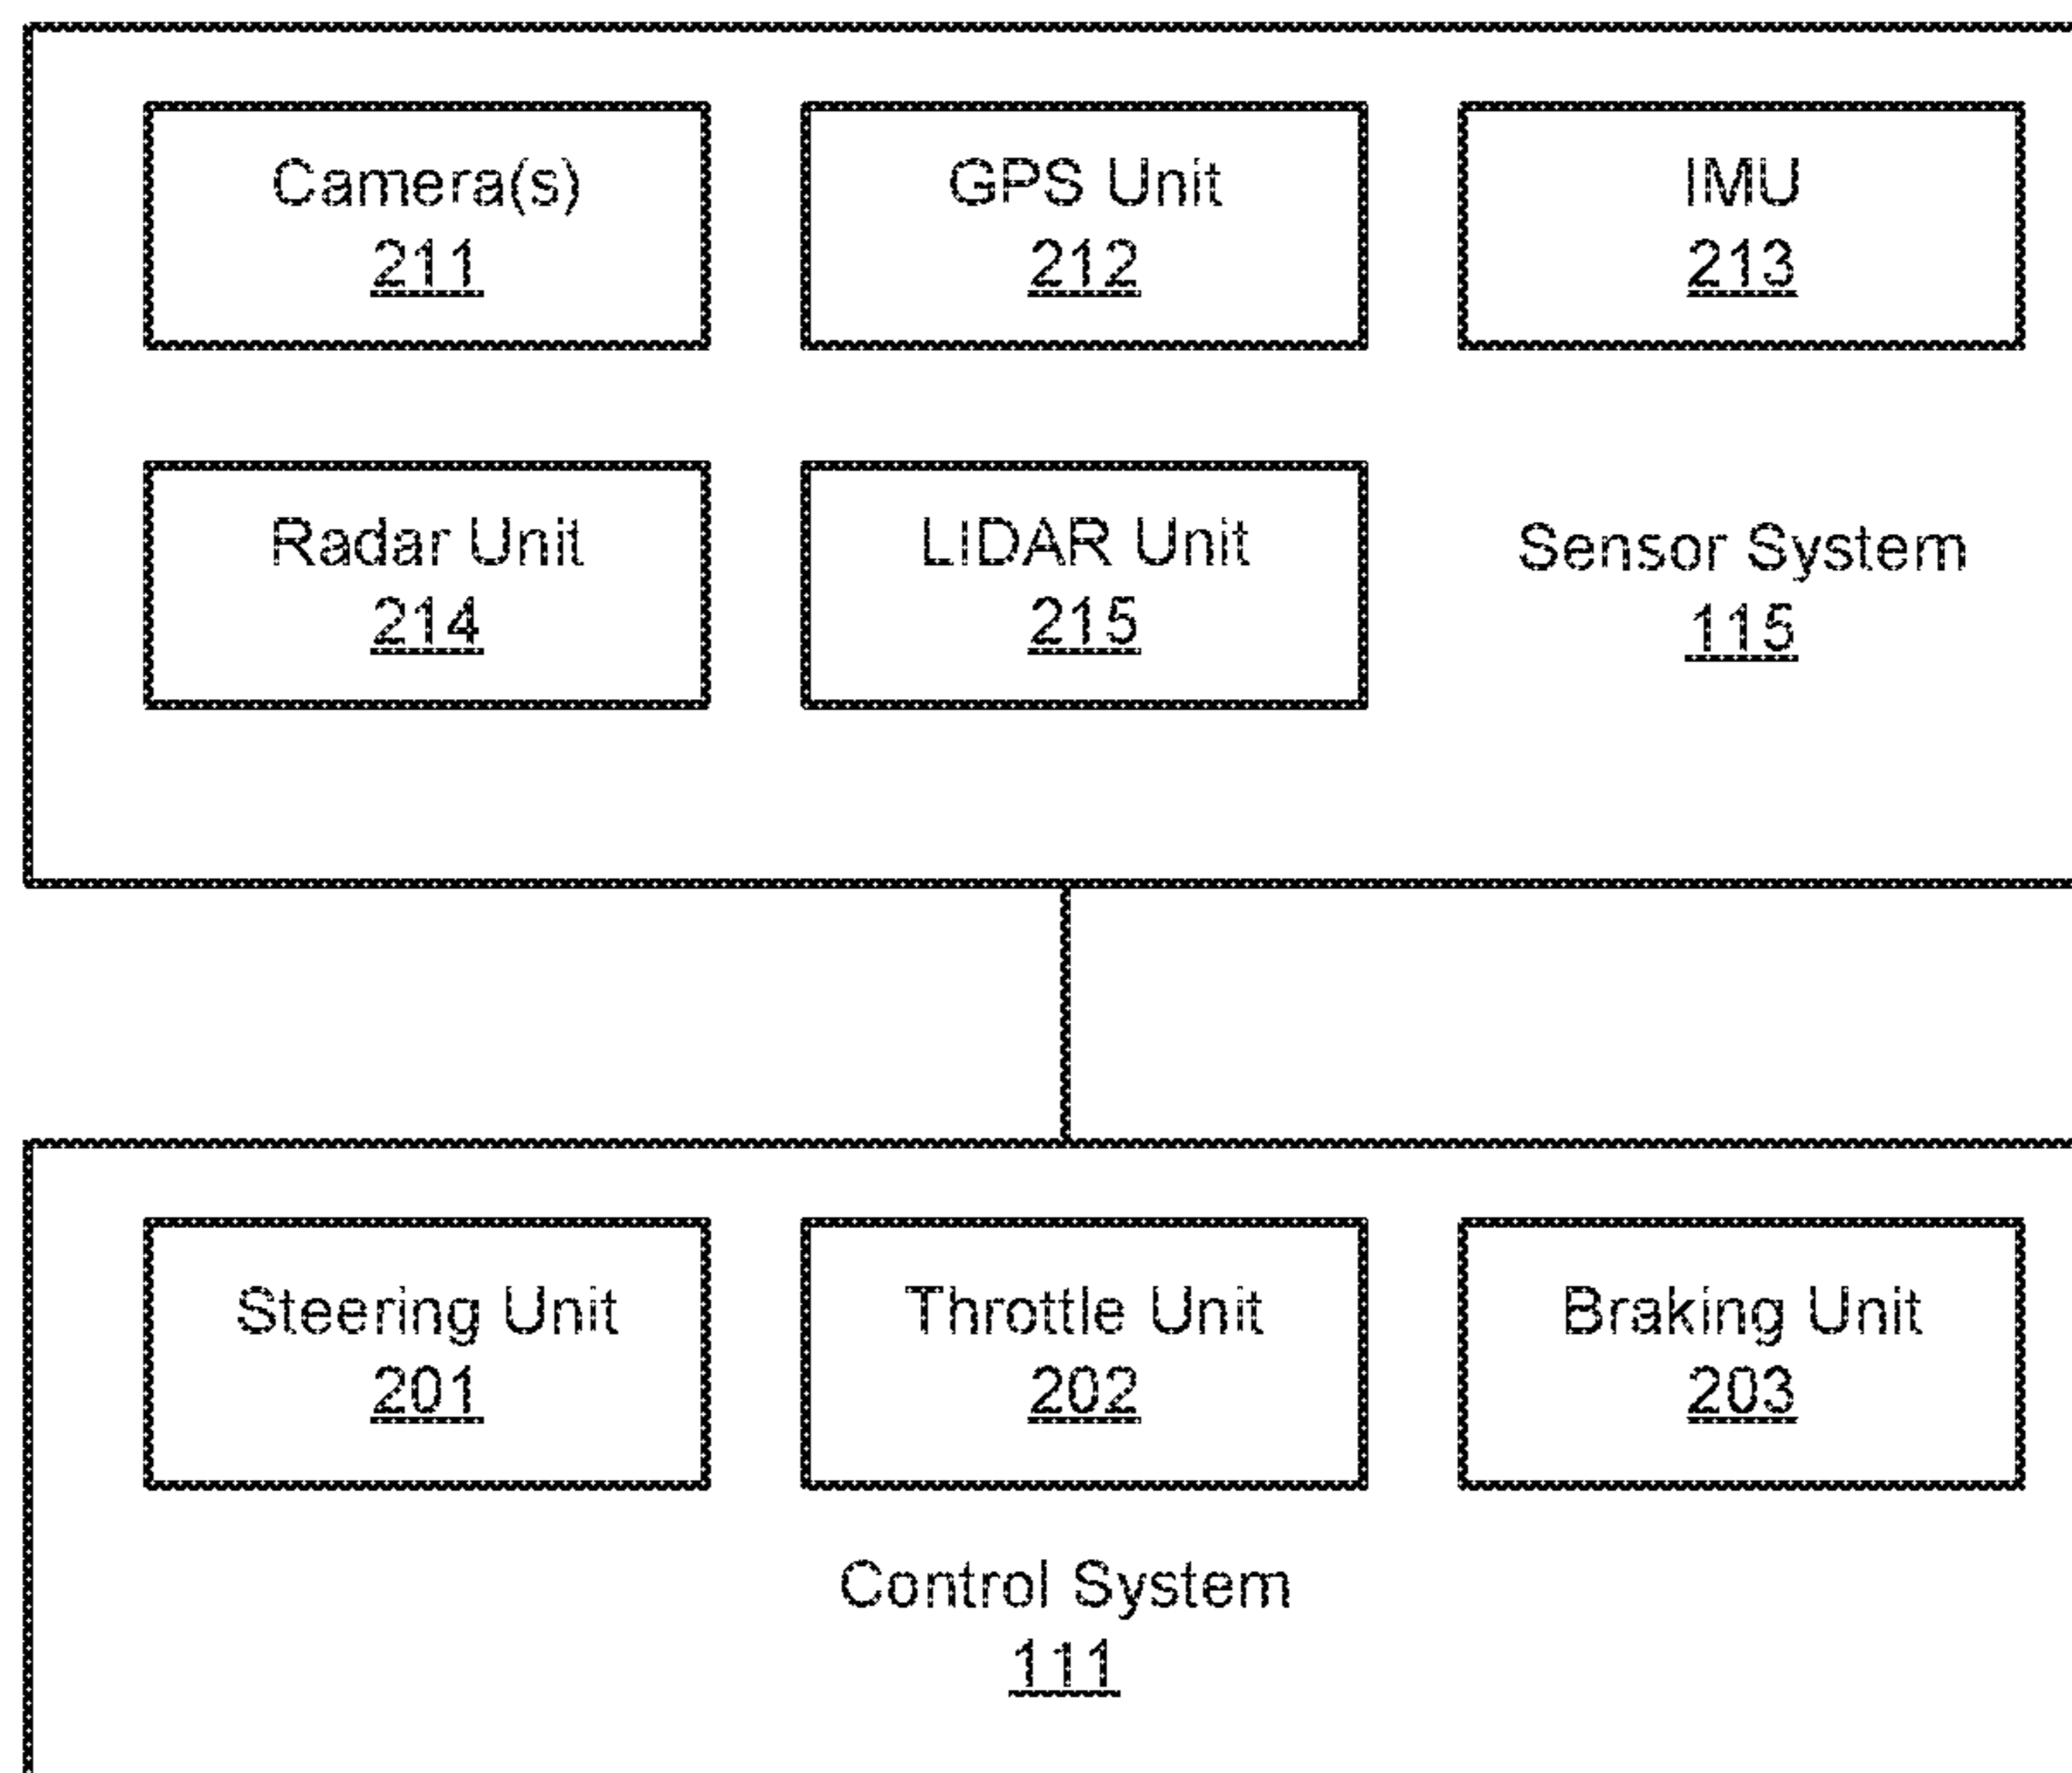 Camera(s)
211
GPS Unit
212
IMU
213
Radar Unit
214
LIDAR Unit
215
Sensor System
115
Steering Unit
201
Throttle Unit
202
Braking Unit
203
Control System
111